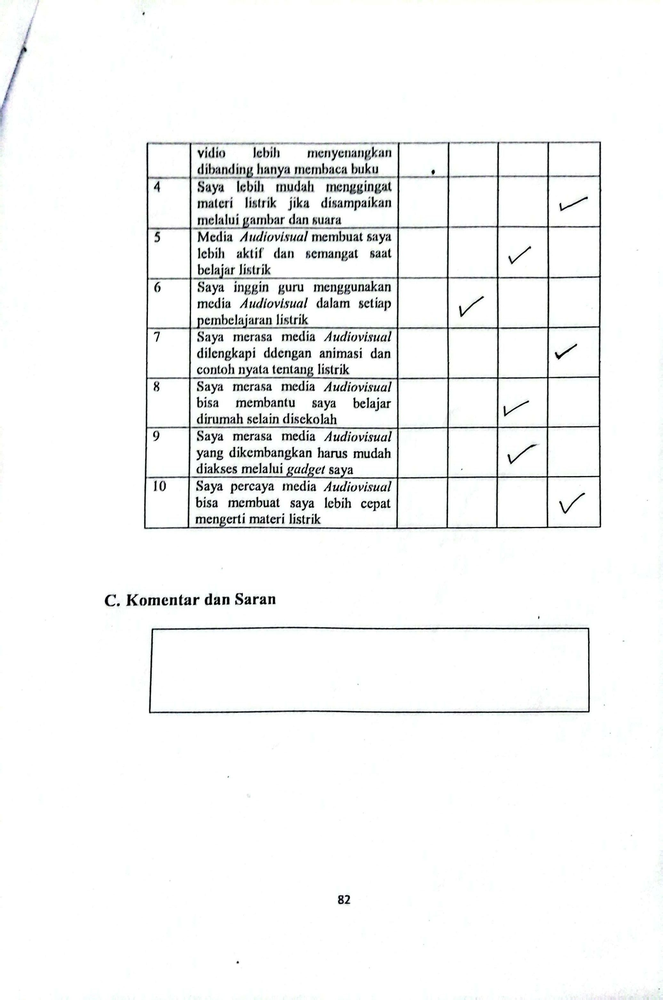 vidio lebih menyenangkan
dibanding hanya membaca buku
4 Saya lebih mudah menggingat
materi listrik jika disampaikan
melalui gambar dan suara
✓
5 Media Audiovisual membuat saya
lebih aktif dan semangat saat
belajar listrik
✓
6 Saya inggin guru menggunakan
media Audiovisual dalam setiap
pembelajaran listrik
✓
7 Saya merasa media Audiovisual
dilengkapi ddengan animasi dan
contoh nyata tentang listrik
✓
8 Saya merasa media Audiovisual
bisa membantu saya belajar
dirumah selain disekolah
✓
9 Saya merasa media Audiovisual
yang dikembangkan harus mudah
diakses melalui gadget saya
✓
10 Saya percaya media Audiovisual
bisa membuat saya lebih cepat
mengerti materi listrik
✓
C. Komentar dan Saran
82